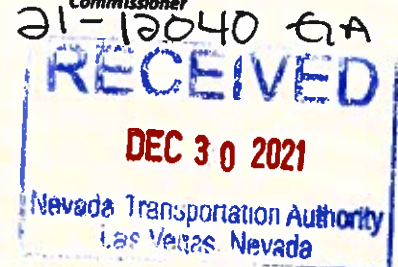 Commissioner
21-12040 GA
RECEIVED
DEC 30 2021
Nevada Transportation Authority
Las Vegas, Nevada